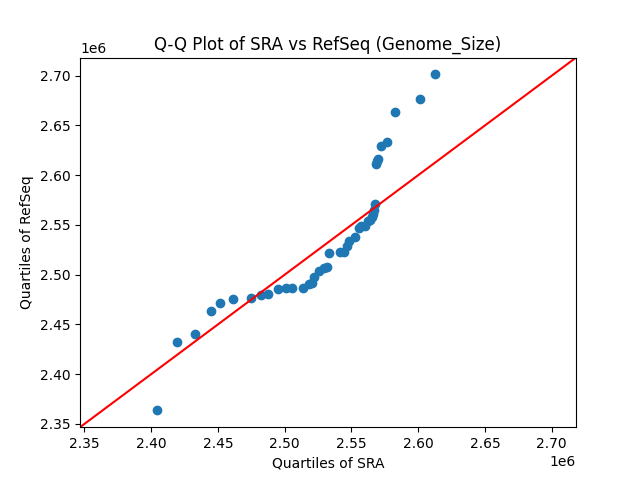 Q-Q Plot of SRA vs RefSeq (Genome_Size)
1e6
2.70
2.65
2.60
2.55
2.50
2.45
2.40
2.35
Quartiles of RefSeq
2.35 2.40 2.45 2.50 2.55 2.60 2.65 2.70
1e6
Quartiles of SRA